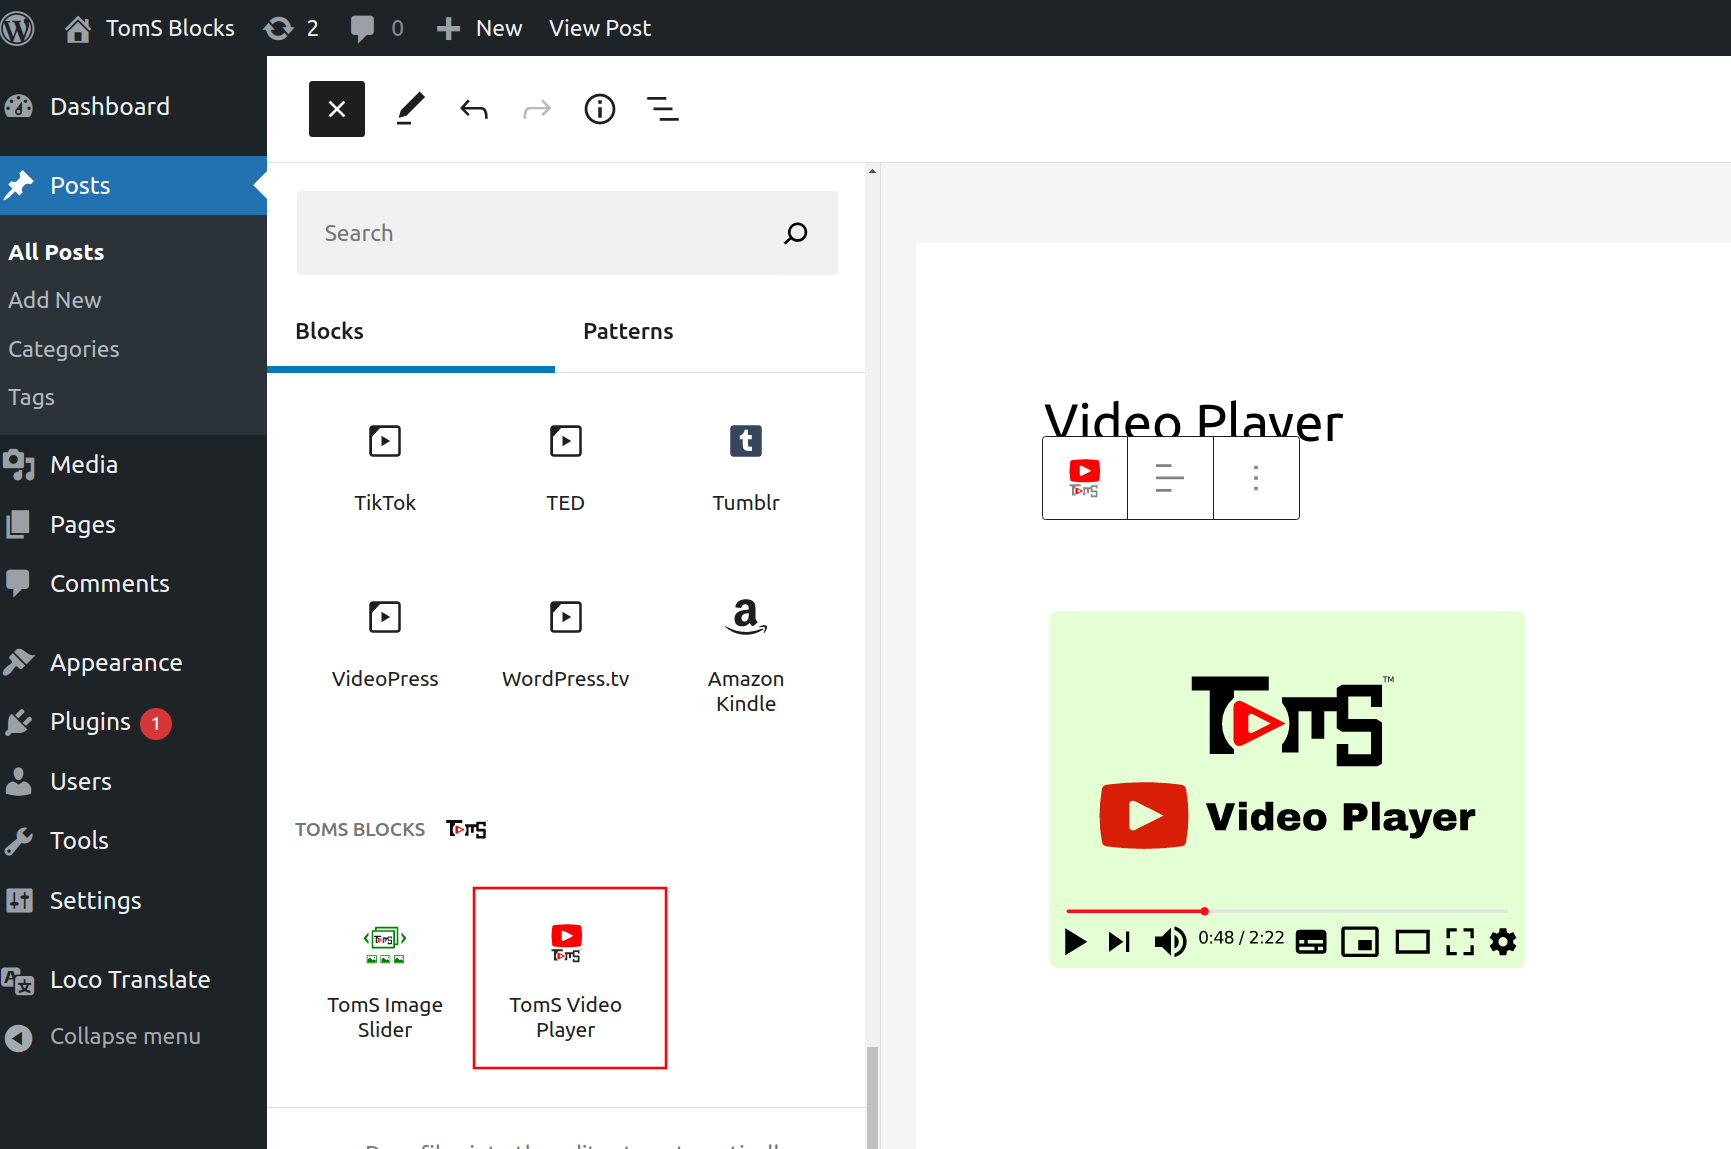 TomS Blocks 2 0 New View Post
Dashboard
Posts
All Posts
Add New
Categories
Tags
Media
Pages
Comments
Appearance
Plugins 1
Users
Tools
Settings
Loco Translate
Collapse menu
Search
Blocks Patterns
TikTok TED Tumblr
VideoPress WordPress.tv Amazon
Kindle
TOMS BLOCKS TomS
TomS Image
Slider
TomS Video
Player
Video Player
TomS
TomS™
Video Player
0:48 / 2:22